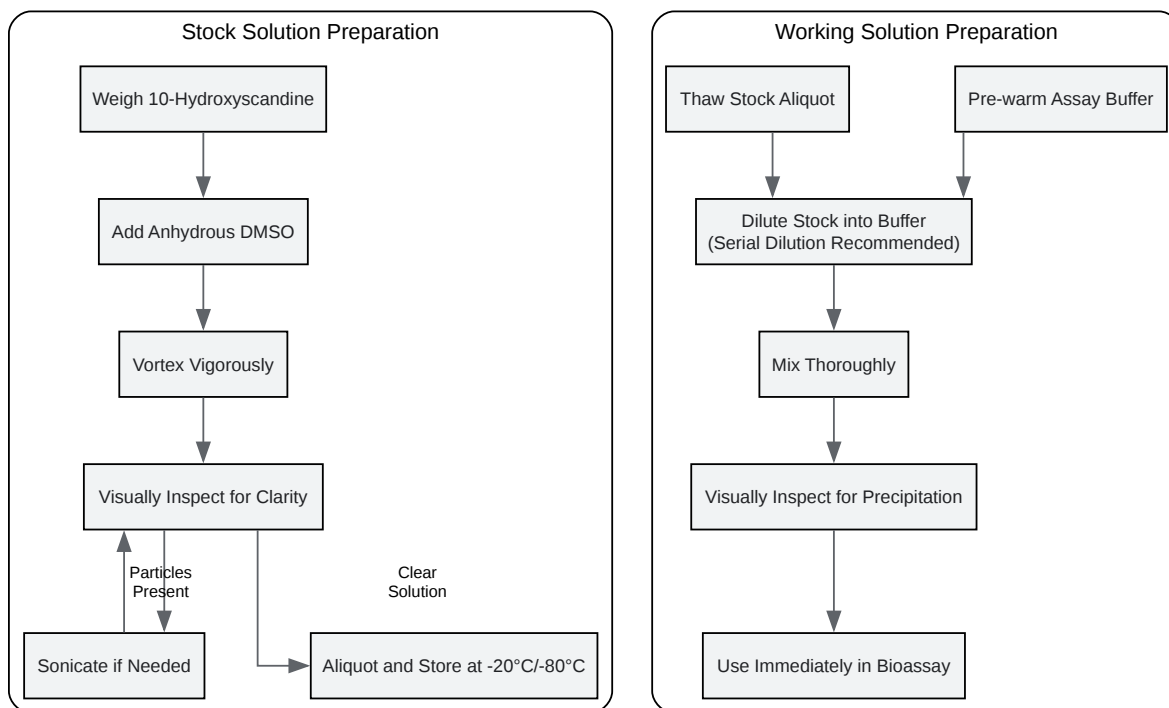 Stock Solution Preparation
Weigh 10-Hydroxyscandine
Add Anhydrous DMSO
Vortex Vigorously
Visually Inspect for Clarity
Particles
Present
Clear
Solution
Sonicate if Needed
Aliquot and Store at -20°C/-80°C
Working Solution Preparation
Thaw Stock Aliquot
Pre-warm Assay Buffer
Dilute Stock into Buffer
(Serial Dilution Recommended)
Mix Thoroughly
Visually Inspect for Precipitation
Use Immediately in Bioassay